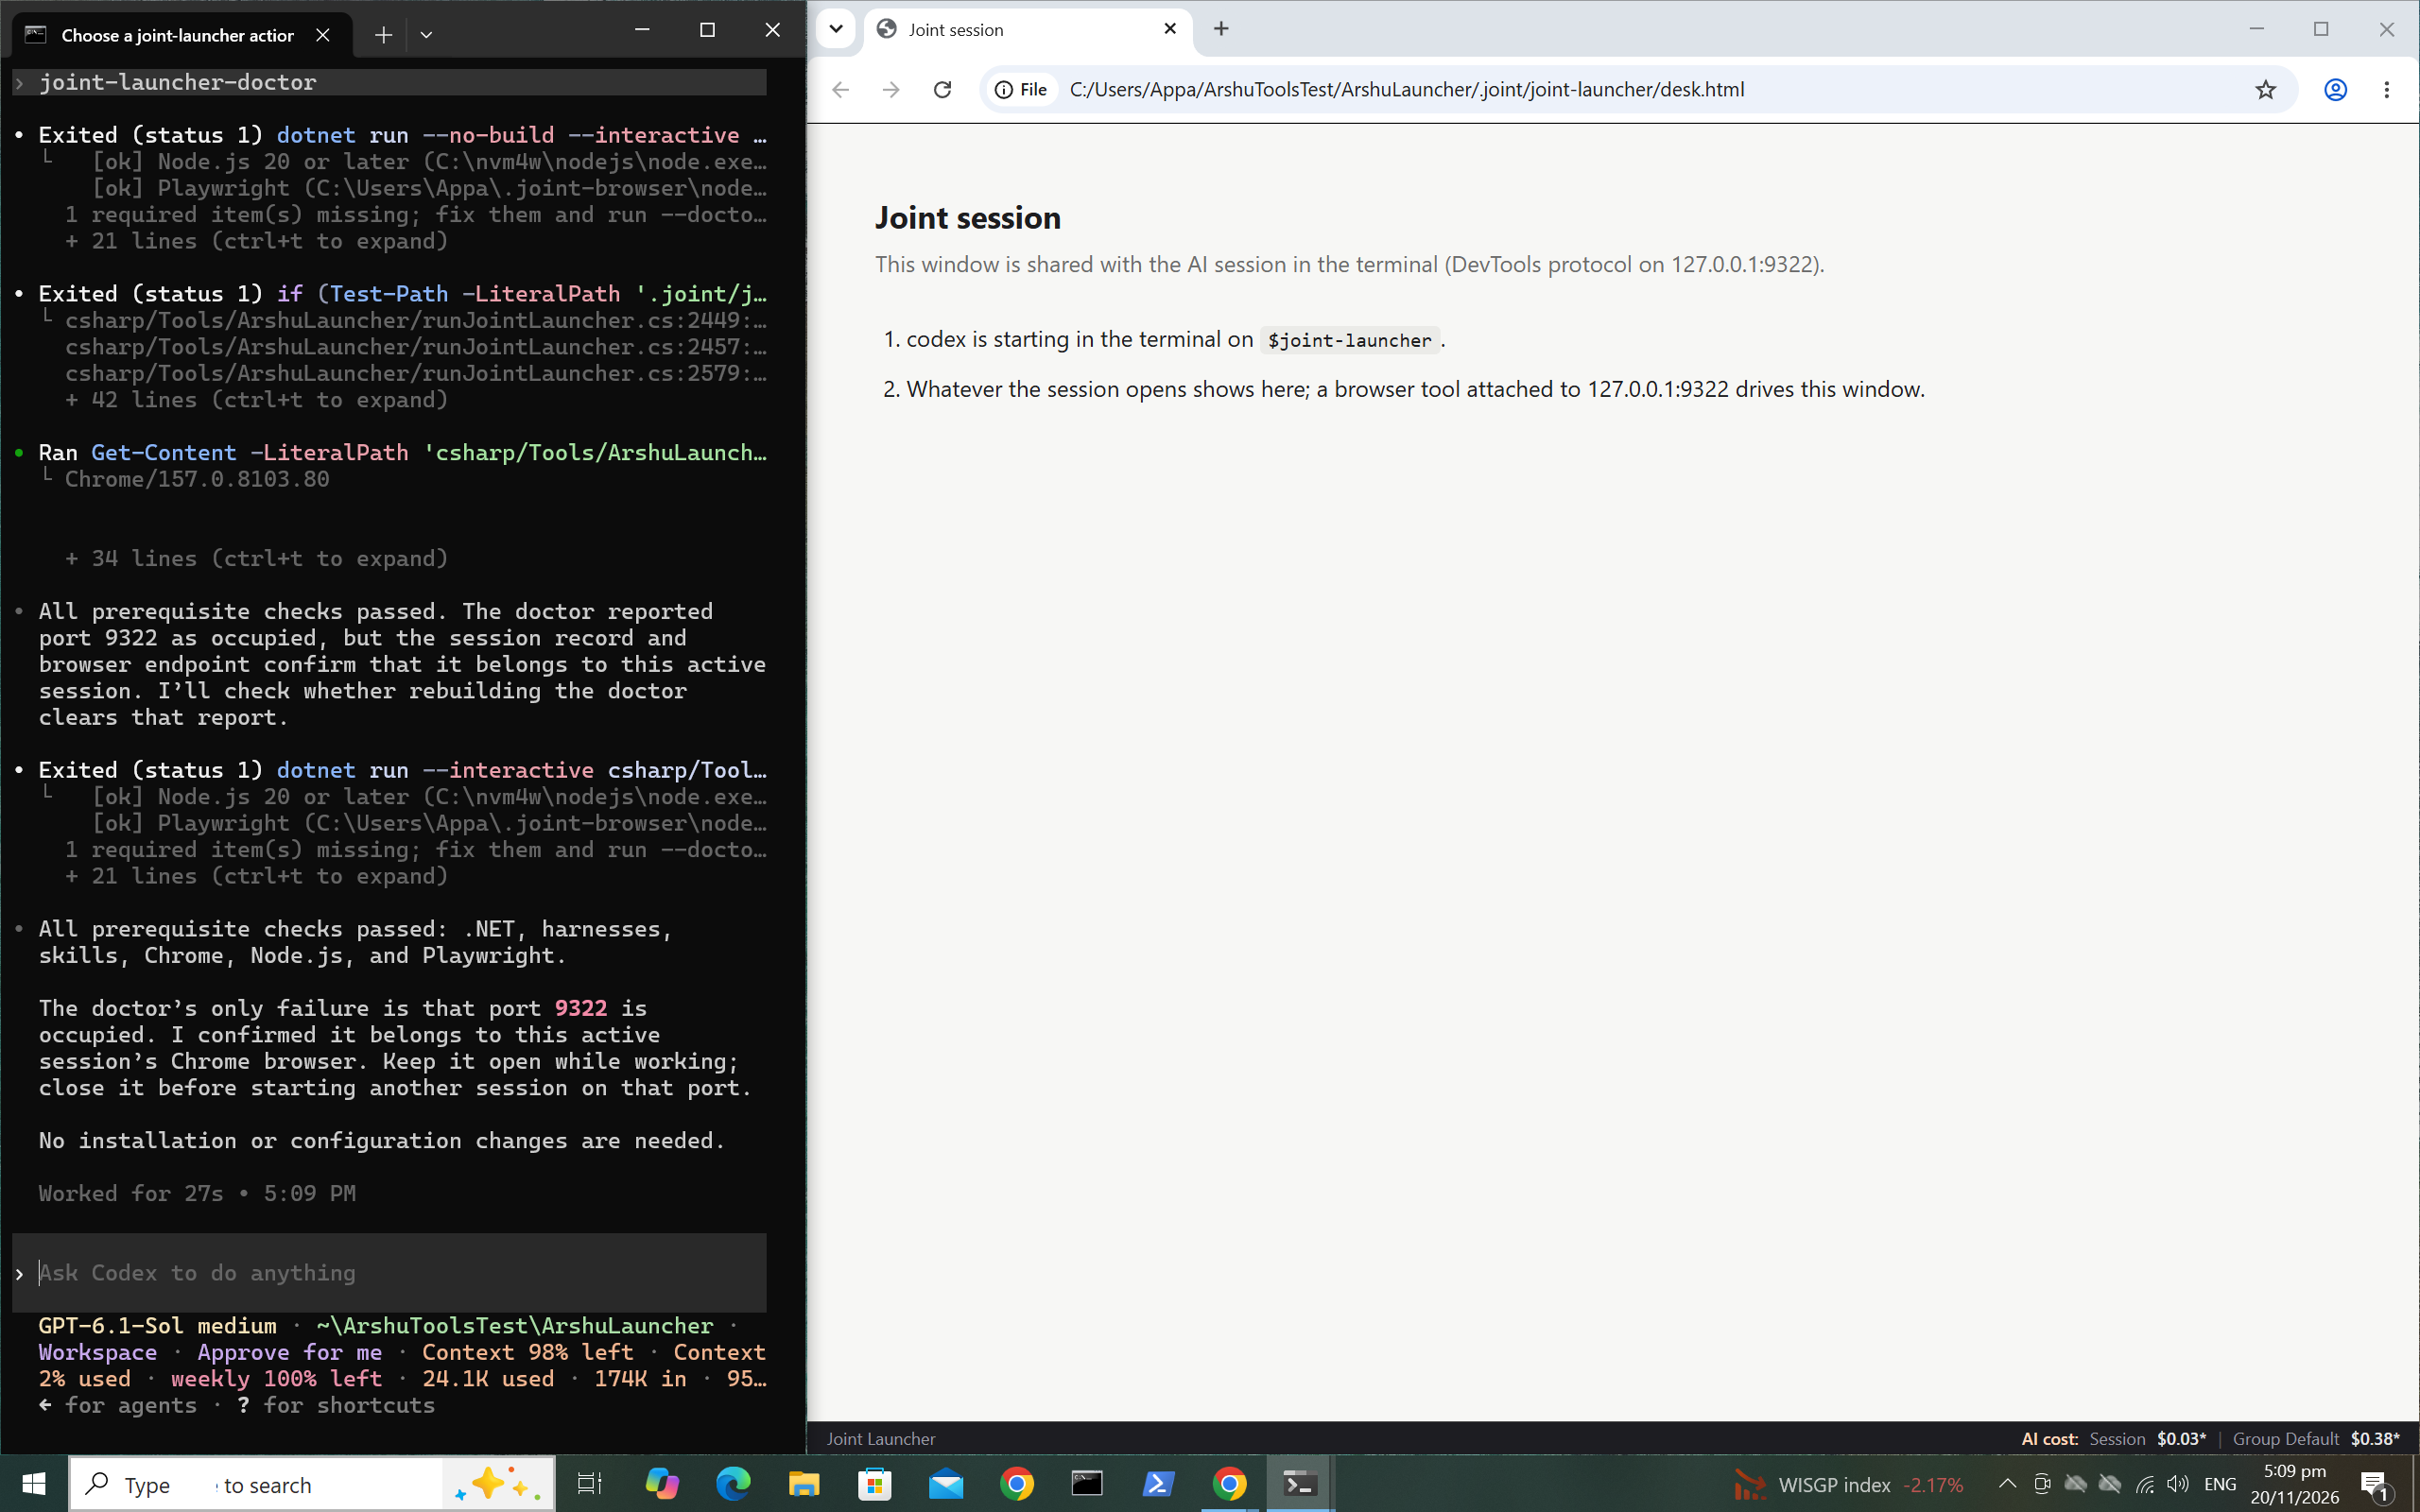 Choose a joint-launcher action
› joint-launcher-doctor
• Exited (status 1) dotnet run --no-build --interactive …
└ [ok] Node.js 20 or later (C:\nvm4w\nodejs\node.exe…
[ok] Playwright (C:\Users\Appa\.joint-browser\node…
1 required item(s) missing; fix them and run --docto…
+ 21 lines (ctrl+t to expand)
• Exited (status 1) if (Test-Path -LiteralPath '.joint/j…
└ csharp/Tools/ArshuLauncher/runJointLauncher.cs:2449:…
csharp/Tools/ArshuLauncher/runJointLauncher.cs:2457:…
csharp/Tools/ArshuLauncher/runJointLauncher.cs:2579:…
+ 42 lines (ctrl+t to expand)
• Ran Get-Content -LiteralPath 'csharp/Tools/ArshuLaunch…
└ Chrome/157.0.8103.80
+ 34 lines (ctrl+t to expand)
• All prerequisite checks passed. The doctor reported
port 9322 as occupied, but the session record and
browser endpoint confirm that it belongs to this active
session. I’ll check whether rebuilding the doctor
clears that report.
• Exited (status 1) dotnet run --interactive csharp/Tool…
└ [ok] Node.js 20 or later (C:\nvm4w\nodejs\node.exe…
[ok] Playwright (C:\Users\Appa\.joint-browser\node…
1 required item(s) missing; fix them and run --docto…
+ 21 lines (ctrl+t to expand)
• All prerequisite checks passed: .NET, harnesses,
skills, Chrome, Node.js, and Playwright.
The doctor’s only failure is that port 9322 is
occupied. I confirmed it belongs to this active
session’s Chrome browser. Keep it open while working;
close it before starting another session on that port.
No installation or configuration changes are needed.
Worked for 27s • 5:09 PM
› Ask Codex to do anything
GPT-6.1-Sol medium · ~\ArshuToolsTest\ArshuLauncher ·
Workspace · Approve for me · Context 98% left · Context
2% used · weekly 100% left · 24.1K used · 174K in · 95…
← for agents · ? for shortcuts
Joint session
File C:/Users/Appa/ArshuToolsTest/ArshuLauncher/.joint/joint-launcher/desk.html
Joint session
This window is shared with the AI session in the terminal (DevTools protocol on 127.0.0.1:9322).
1. codex is starting in the terminal on $joint-launcher.
2. Whatever the session opens shows here; a browser tool attached to 127.0.0.1:9322 drives this window.
Joint Launcher
AI cost: Session $0.03* | Group Default $0.38*
Type to search
WISGP index -2.17%
ENG
5:09 pm
20/11/2026
1